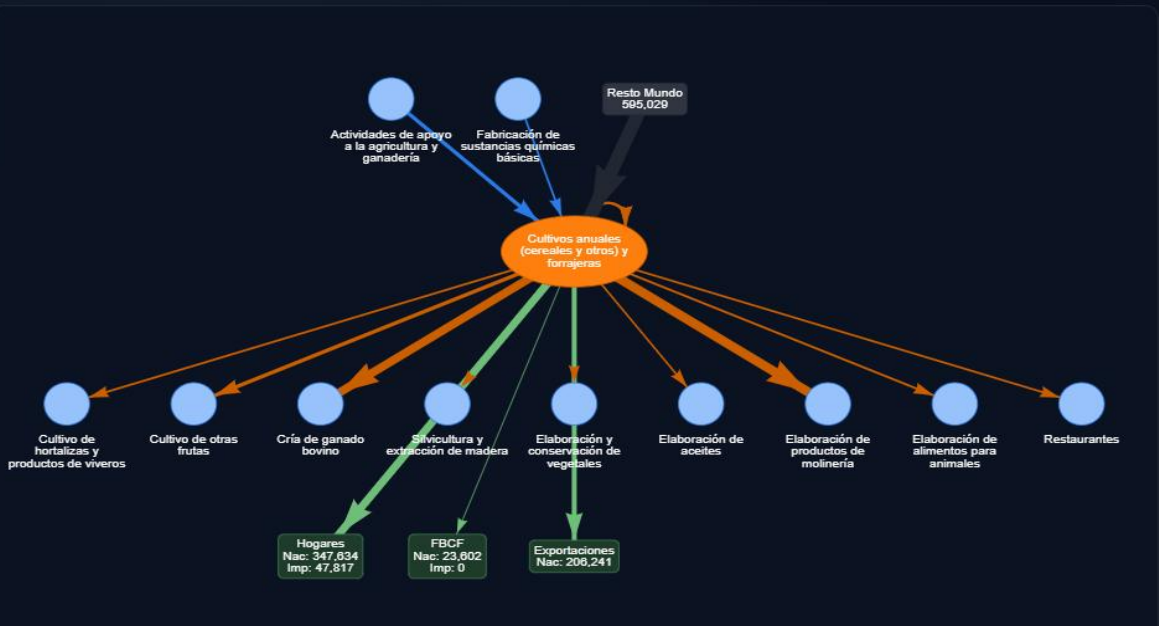 Resto Mundo
595,029
Actividades de apoyo
a la agricultura y
ganadería
Fabricación de
sustancias químicas
básicas
Cultivos anuales
(cereales y otros) y
forrajeras
Cultivo de
hortalizas y
productos de viveros
Cultivo de otras
frutas
Cría de ganado
bovino
Silvicultura y
extracción de madera
Elaboración y
conservación de
vegetales
Elaboración de
aceites
Elaboración de
productos de
molinería
Elaboración de
alimentos para
animales
Restaurantes
Hogares
Nac: 347,634
Imp: 47,817
FBCF
Nac: 23,602
Imp: 0
Exportaciones
Nac: 206,241